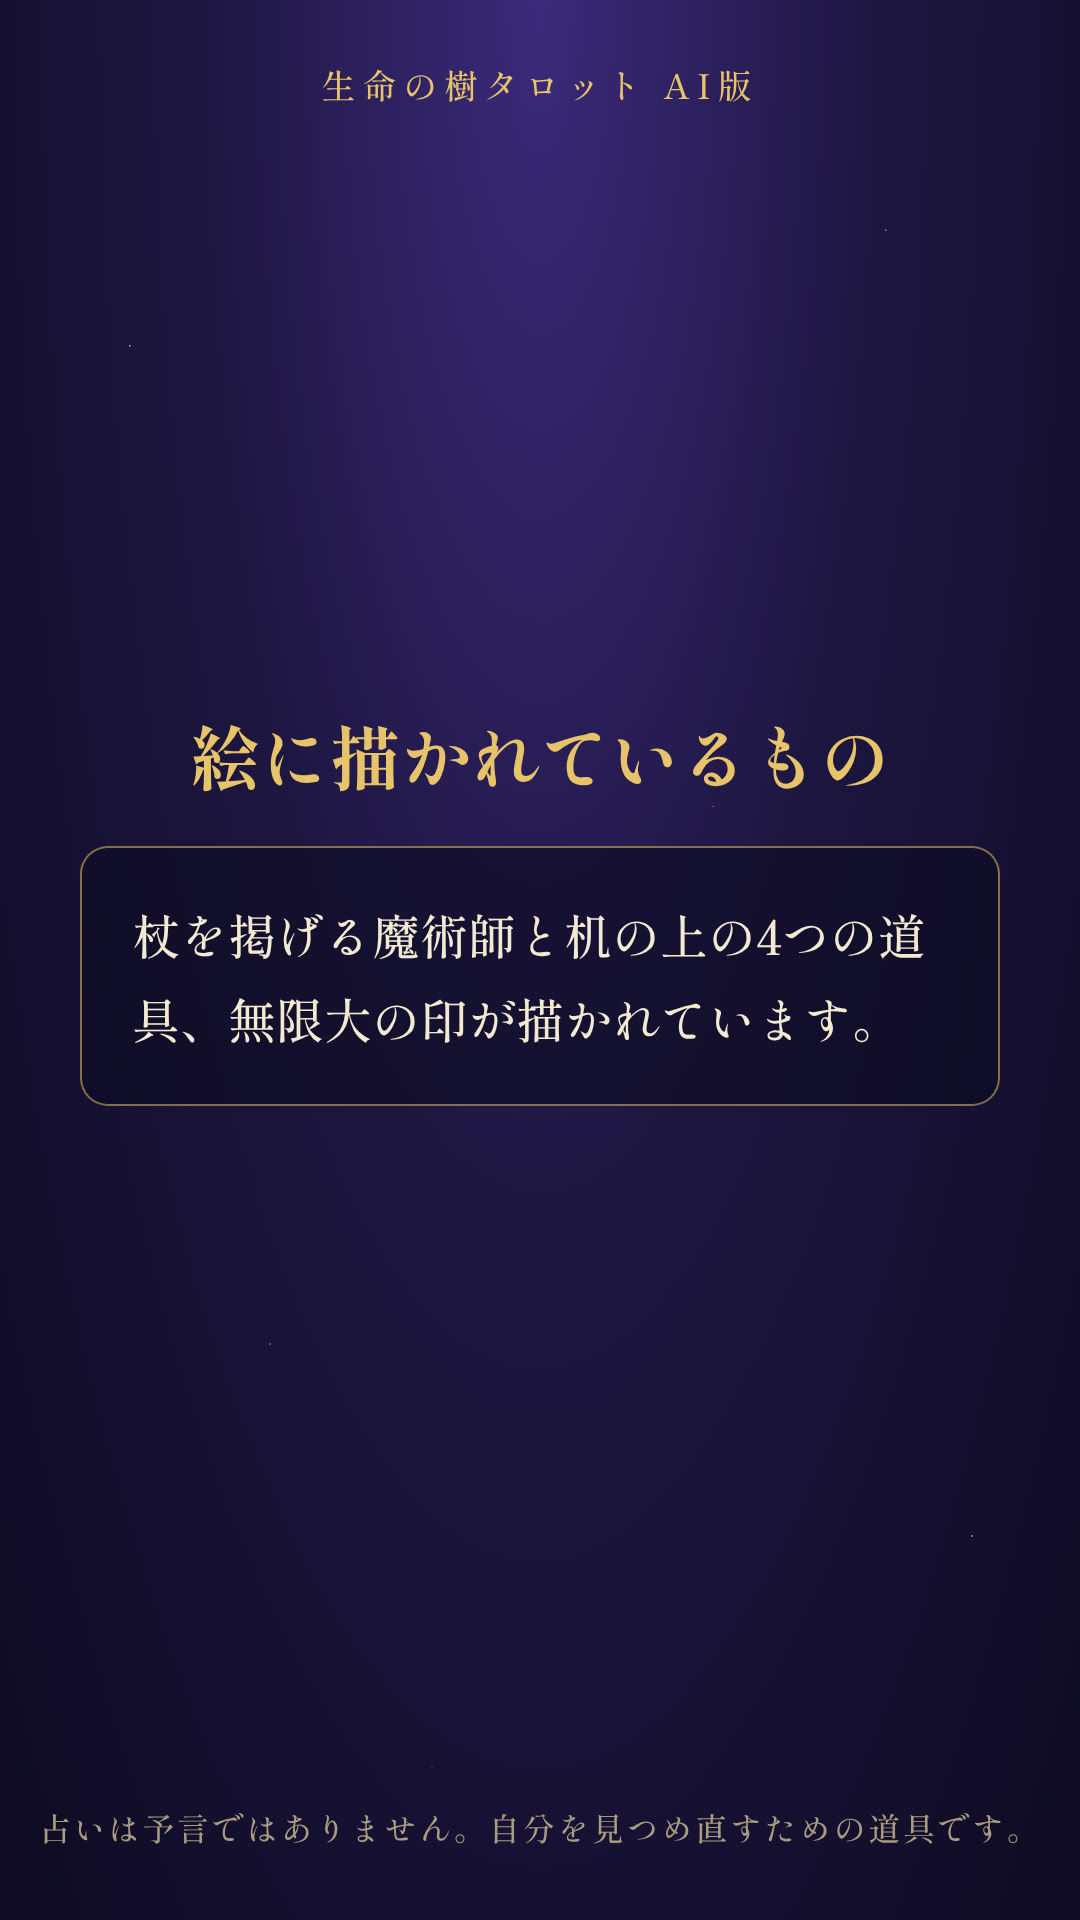 生命の樹タロット AI版
絵に描かれているもの
杖を掲げる魔術師と机の上の4つの道
具、無限大の印が描かれています。
占いは予言ではありません。自分を見つめ直すための道具です。